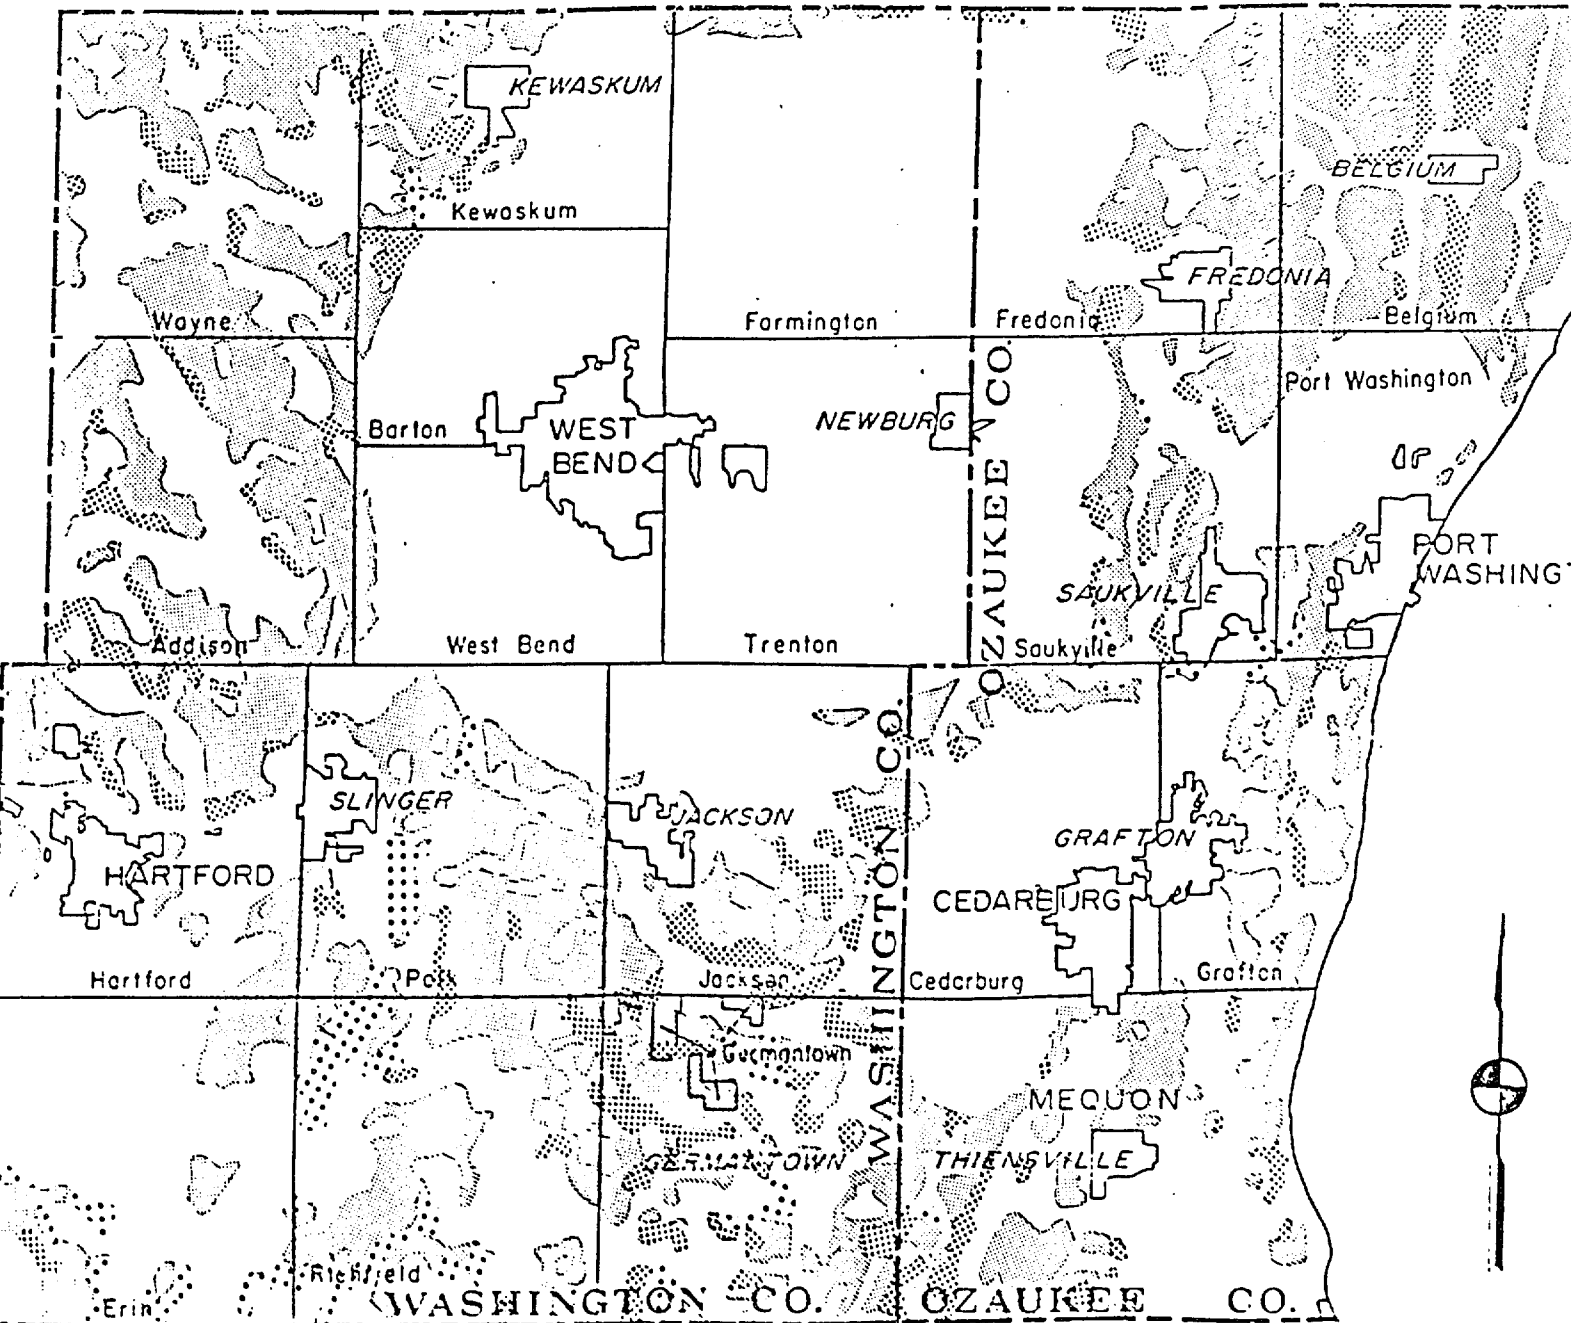 KEWASKUM
BELGIUM
Kewaskum
FREDONIA
Wayne
Farmington
Fredonia
Belgium
Port Washington
Barton
WEST
BEND
NEWBURG
OZAUKEE CO.
PORT
WASHINGT
SAUKVILLE
Addison
West Bend
Trenton
Saukville
SLINGER
JACKSON
GRAFTON
HARTFORD
CEDARBURG
WASHINGTON CO.
Hartford
Polk
Jackson
Cedarburg
Grafton
Germantown
MEQUON
GERMANTOWN
THIENSVILLE
Richfield
Erin
WASHINGTON CO.
OZAUKEE CO.